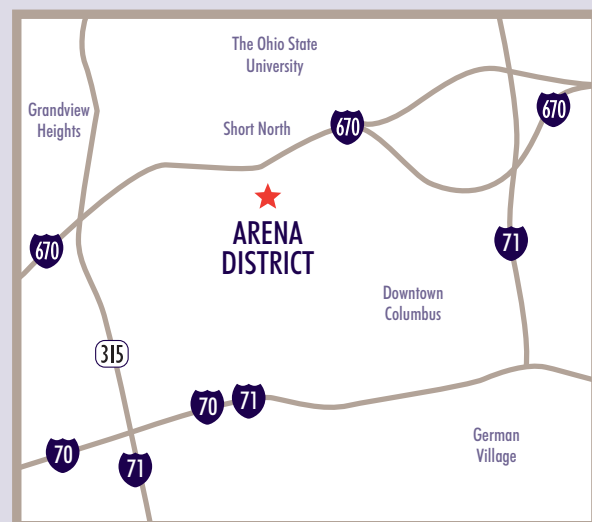 The Ohio State
University
Grandview
Heights
Short North
670
670
ARENA
DISTRICT
670
71
Downtown
Columbus
315
70
71
German
Village
70
71